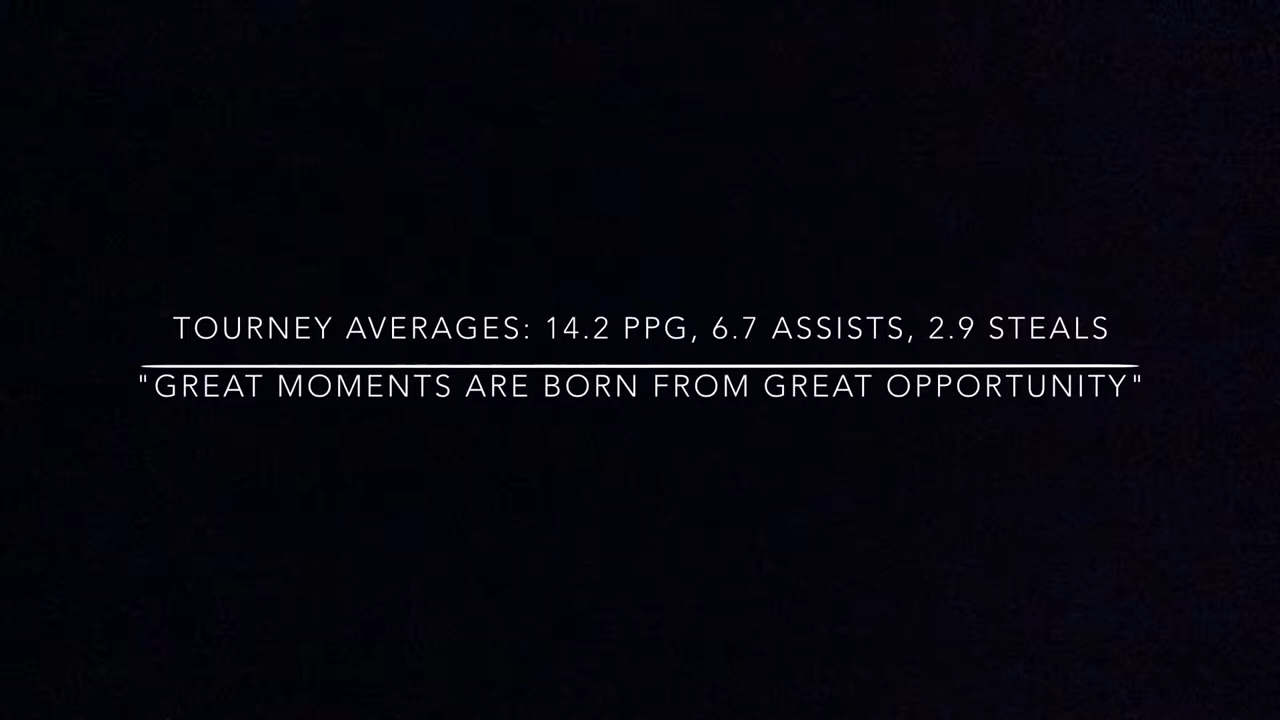 TOURNEY AVERAGES: 14.2 PPG, 6.7 ASSISTS, 2.9 STEALS
"GREAT MOMENTS ARE BORN FROM GREAT OPPORTUNITY"